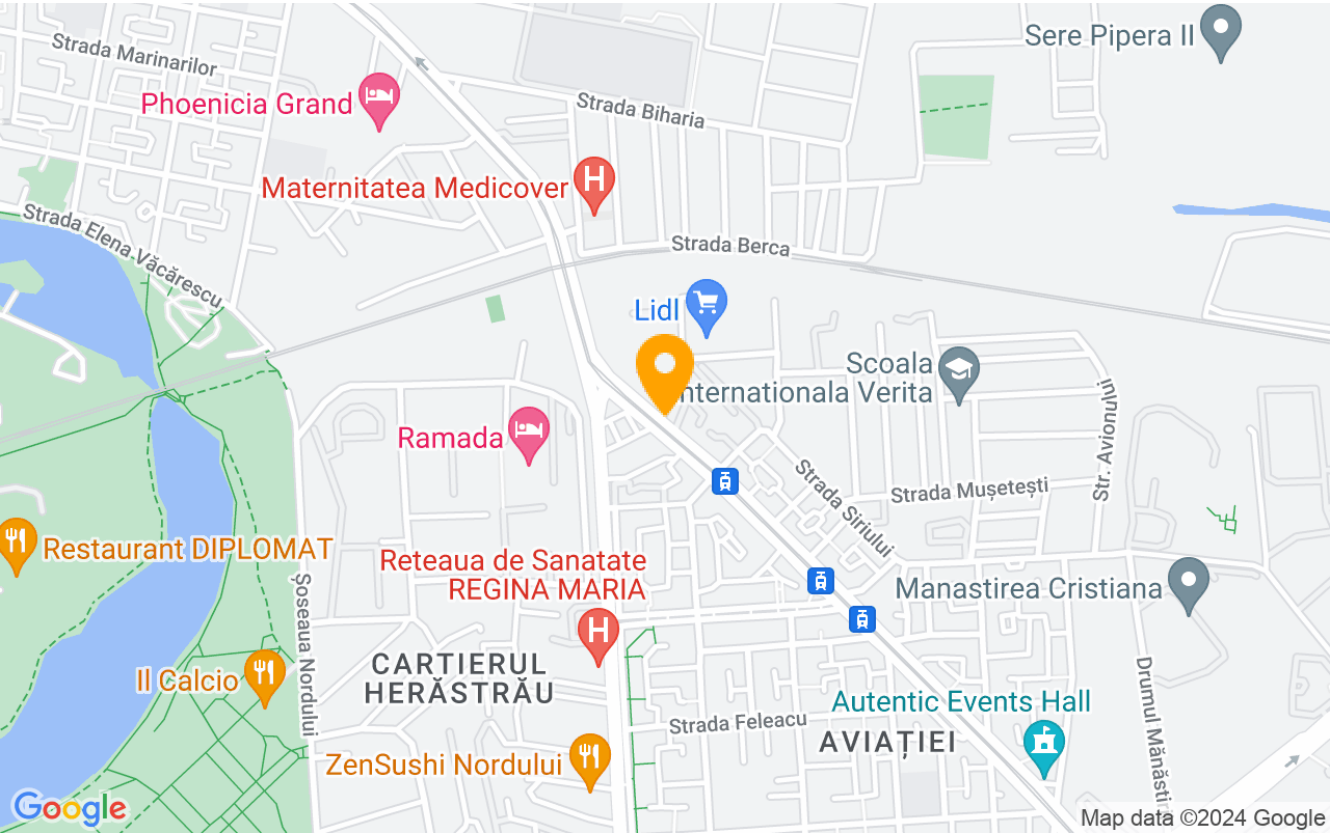 Sere Pipera II
Strada Marinarilor
Phoenicia Grand
Strada Biharia
Maternitatea Medicover
H
Strada Elena Văcărescu
Strada Berca
Lidl
Scoala
Internationala Verita
Str. Avionului
Ramada
Strada Siriului
Strada Mușetești
Restaurant DIPLOMAT
Reteaua de Sanatate
REGINA MARIA
H
Șoseaua Nordului
Manastirea Cristiana
CARTIERUL
HERĂSTRĂU
Il Calcio
Drumul Mănăstir
Autentic Events Hall
Strada Feleacu
AVIAȚIEI
ZenSushi Nordului
Google
Map data ©2024 Google